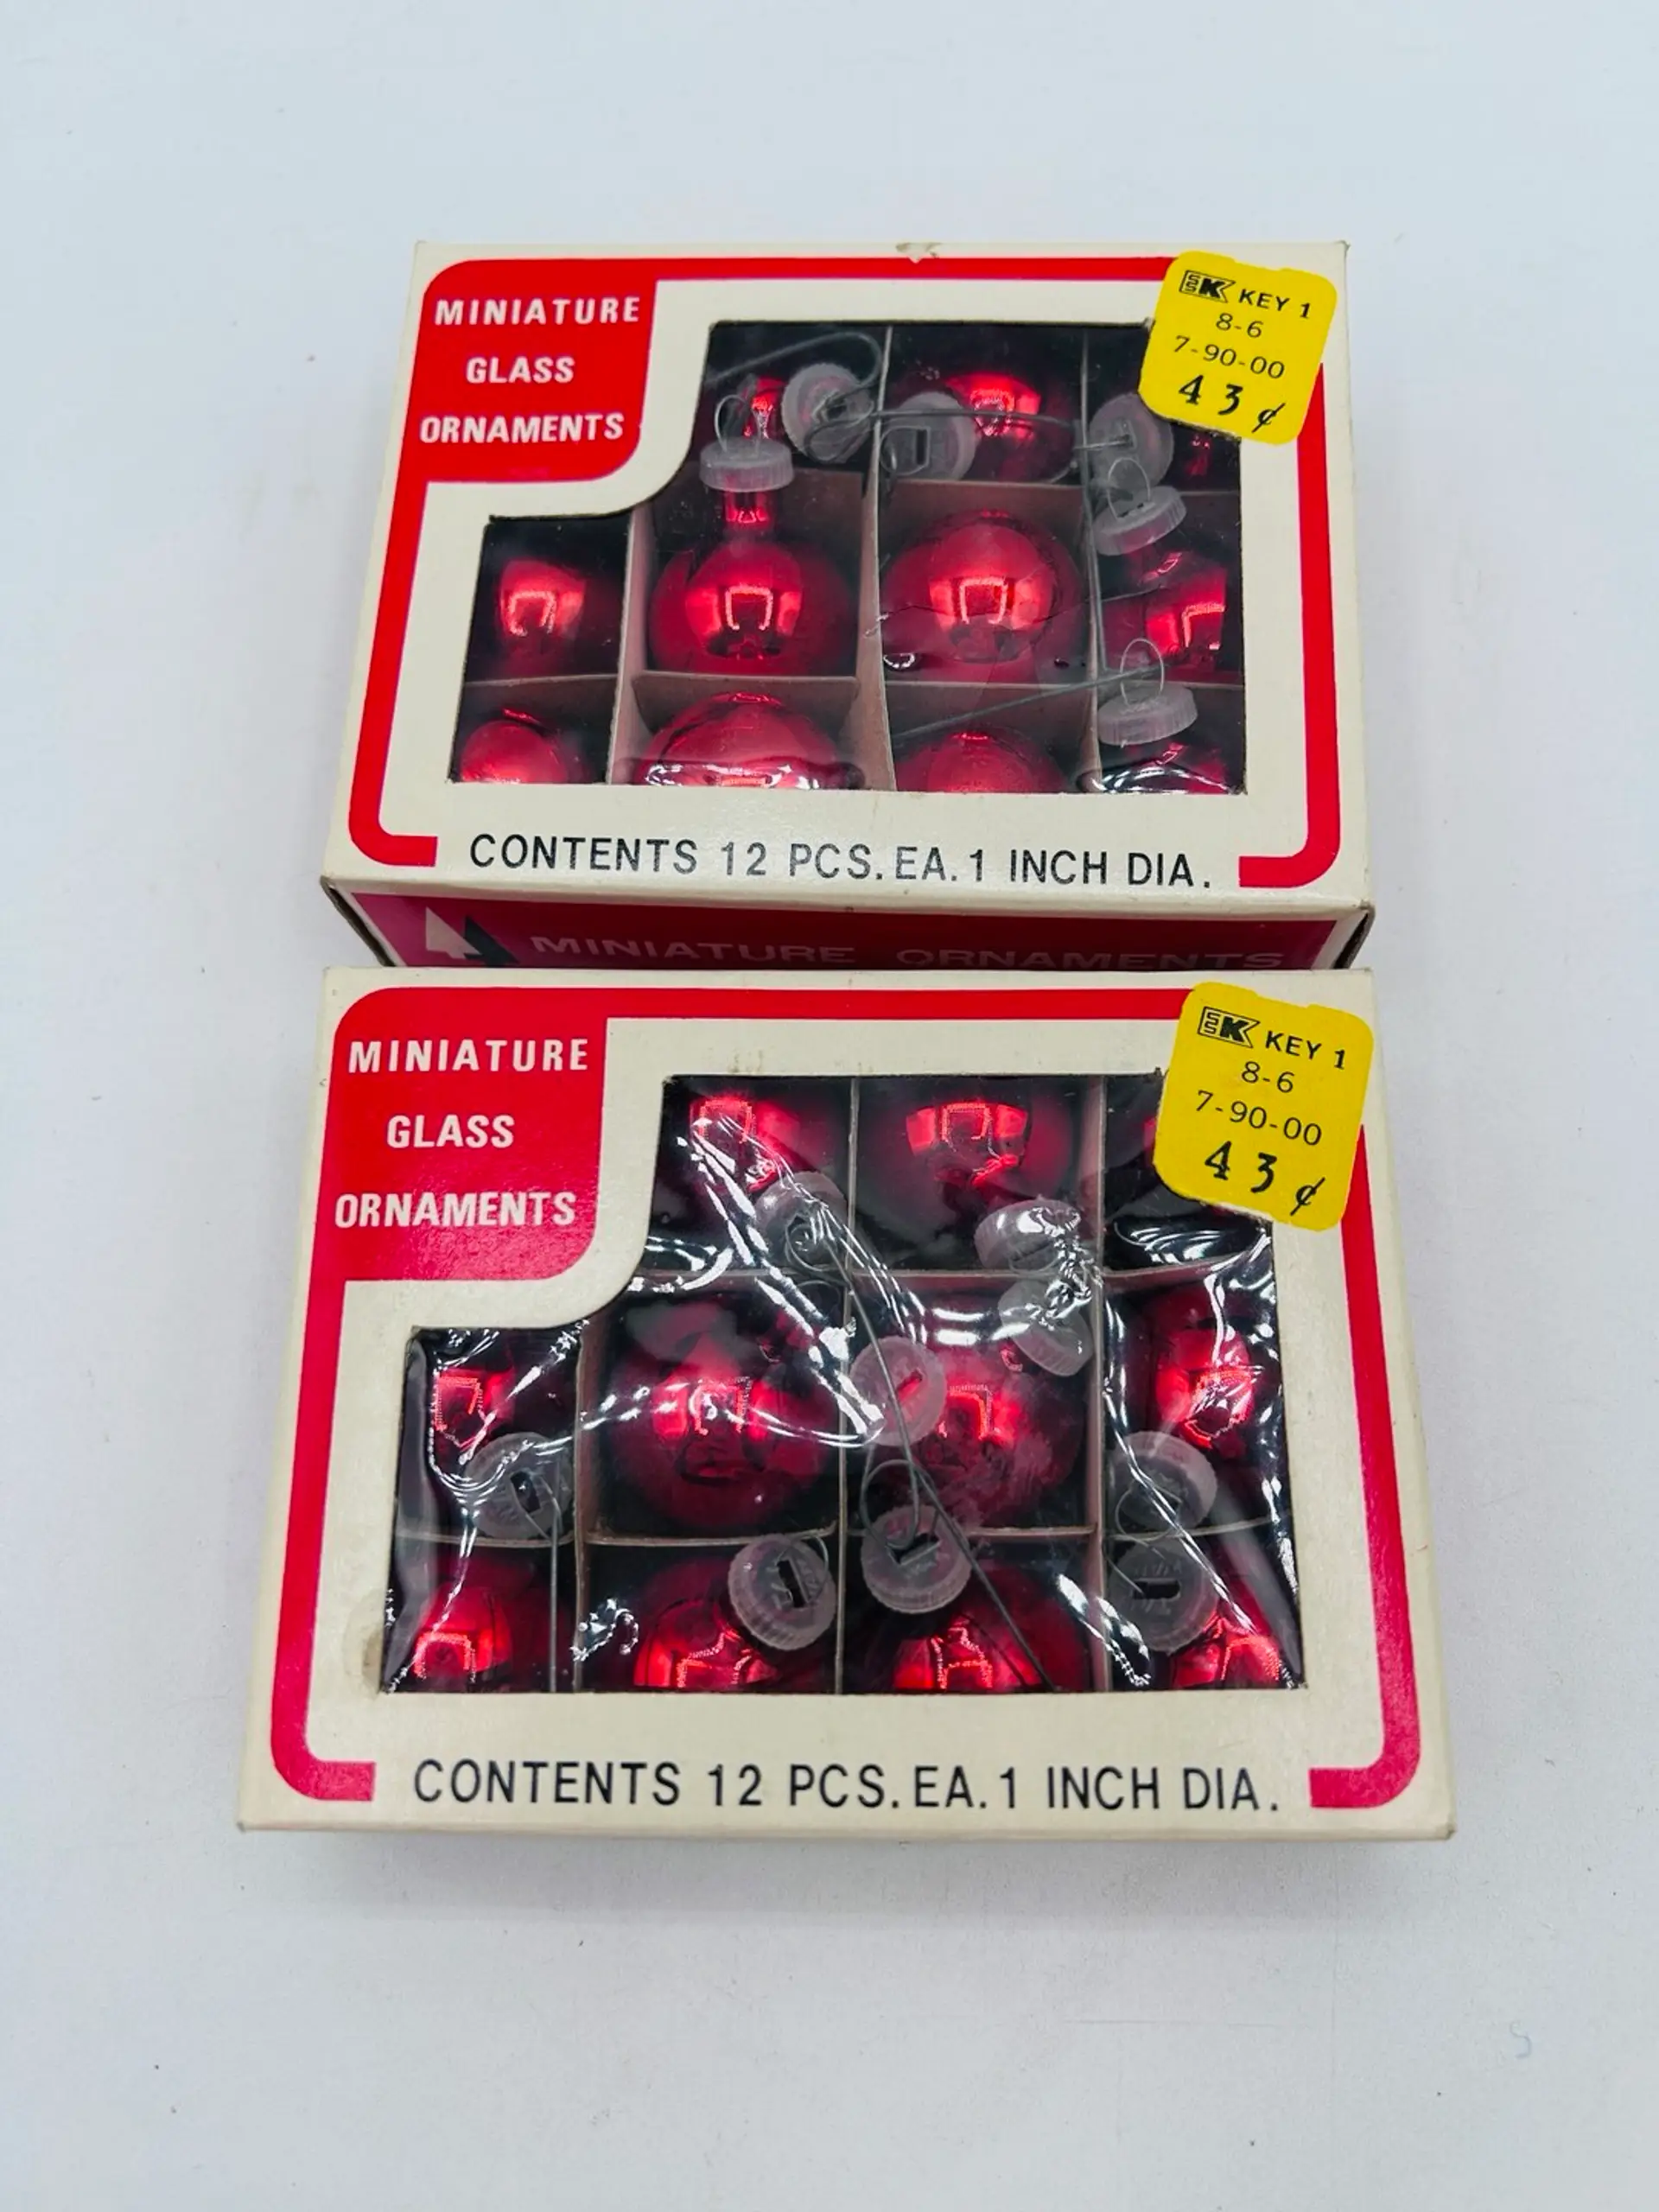 MINIATURE
GLASS
ORNAMENTS
SSK KEY 1
8-6
7-90-00
43¢
CONTENTS 12 PCS. EA. 1 INCH DIA.
MINIATURE ORNAMENTS
MINIATURE
GLASS
ORNAMENTS
SSK KEY 1
8-6
7-90-00
43¢
CONTENTS 12 PCS. EA. 1 INCH DIA.